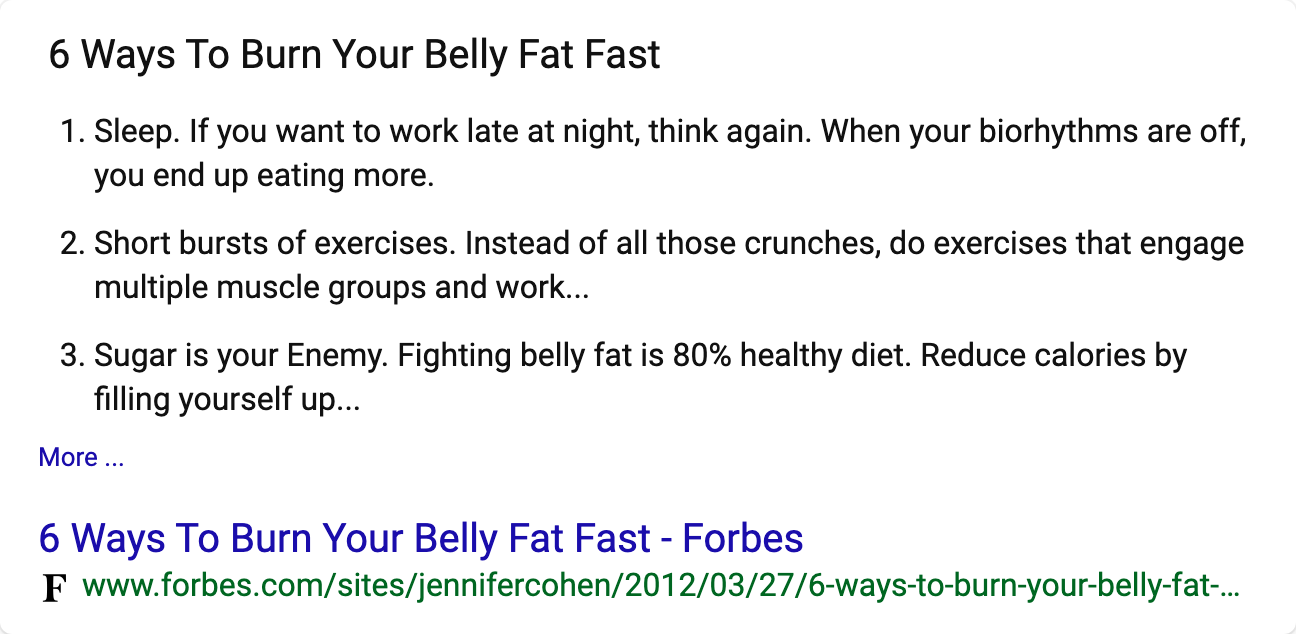 6 Ways To Burn Your Belly Fat Fast
1. Sleep. If you want to work late at night, think again. When your biorhythms are off,
you end up eating more.
2. Short bursts of exercises. Instead of all those crunches, do exercises that engage
multiple muscle groups and work...
3. Sugar is your Enemy. Fighting belly fat is 80% healthy diet. Reduce calories by
filling yourself up...
More ...
6 Ways To Burn Your Belly Fat Fast - Forbes
F www.forbes.com/sites/jennifercohen/2012/03/27/6-ways-to-burn-your-belly-fat-...